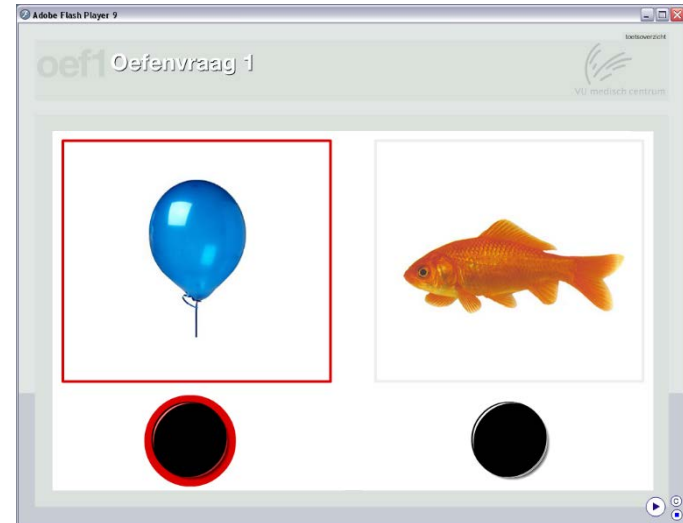 Adobe Flash Player 9
toetsoverzicht
oef1 Oefenvraag 1
VU medisch centrum
C